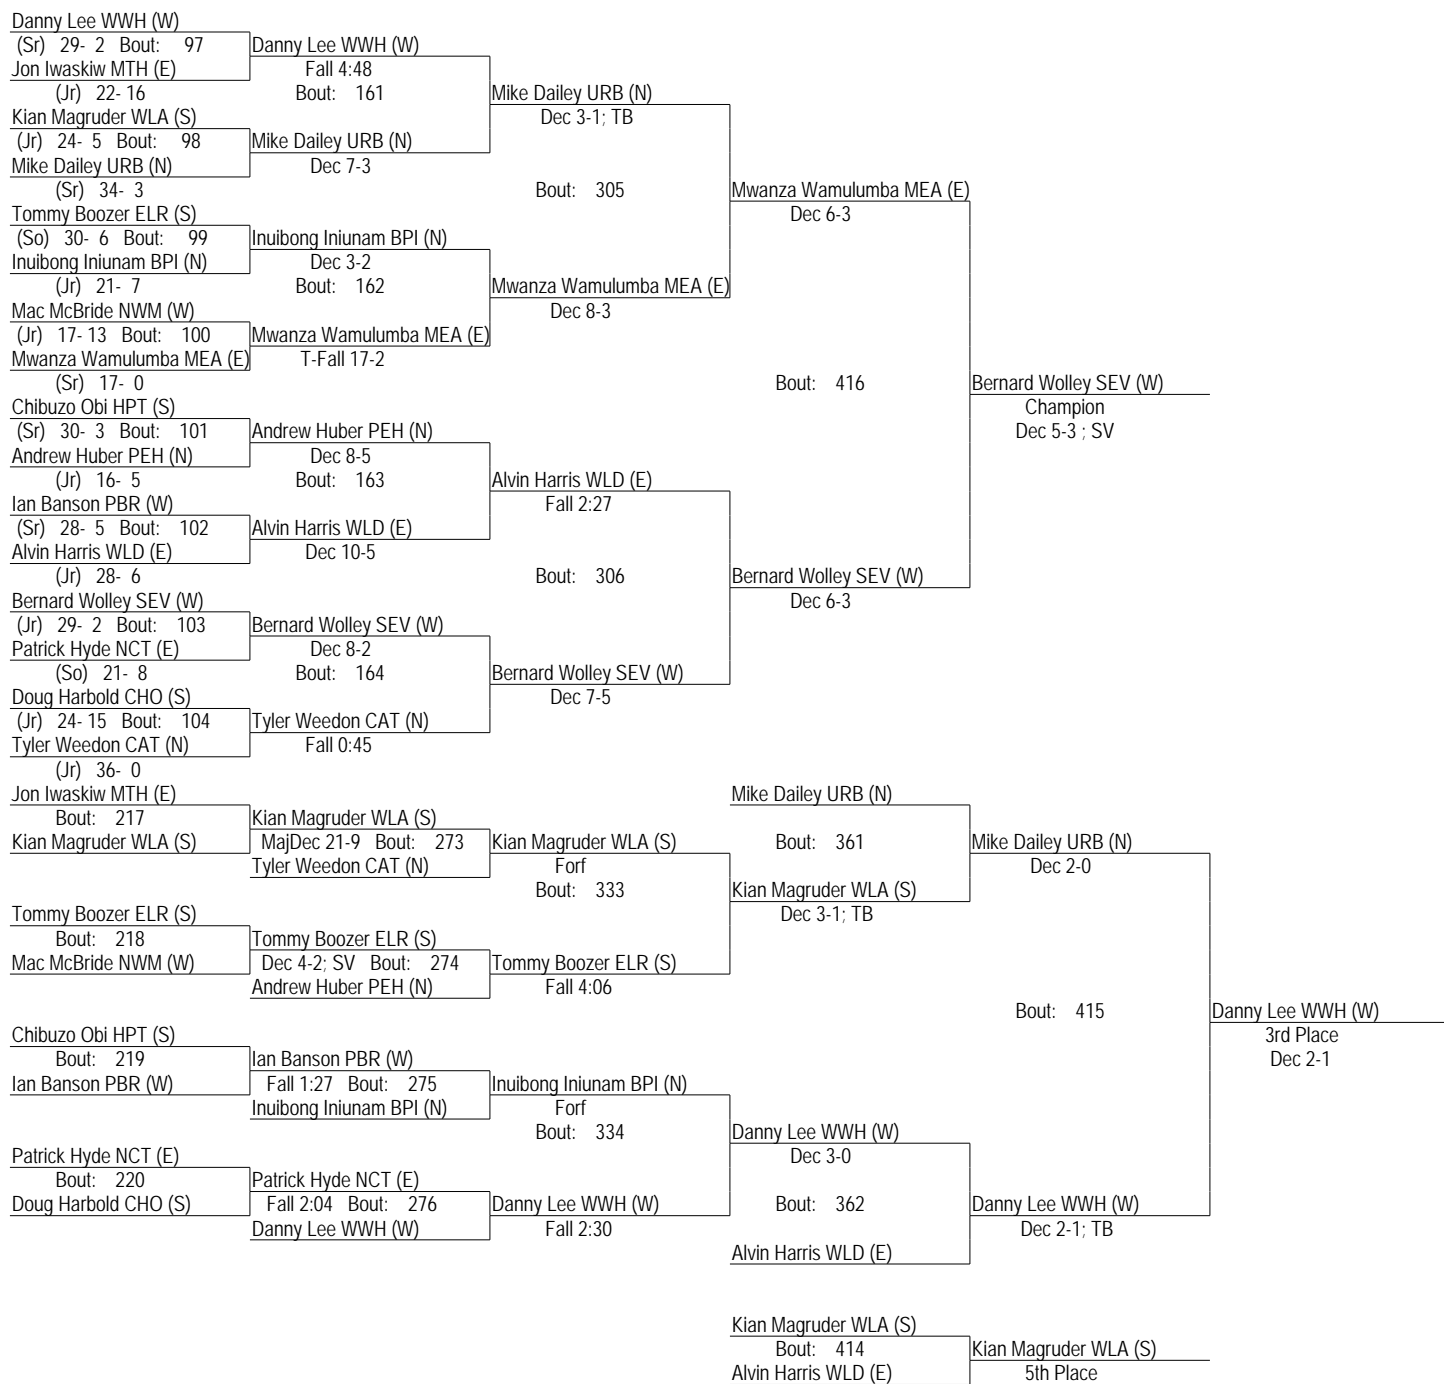 Danny Lee WWH (W)
(Sr) 29- 2 Bout: 97 Danny Lee WWH (W)
Jon Iwaskiw MTH (E) Fall 4:48
(Jr) 22- 16 Bout: 161 Mike Dailey URB (N)
Kian Magruder WLA (S) Dec 3-1; TB
(Jr) 24- 5 Bout: 98 Mike Dailey URB (N)
Mike Dailey URB (N) Dec 7-3
(Sr) 34- 3 Bout: 305 Mwanza Wamulumba MEA (E)
Tommy Boozer ELR (S) Dec 6-3
(So) 30- 6 Bout: 99 Inuibong Iniunam BPI (N)
Inuibong Iniunam BPI (N) Dec 3-2
(Jr) 21- 7 Bout: 162 Mwanza Wamulumba MEA (E)
Mac McBride NWM (W) Dec 8-3
(Jr) 17- 13 Bout: 100 Mwanza Wamulumba MEA (E)
Mwanza Wamulumba MEA (E) T-Fall 17-2
(Sr) 17- 0 Bout: 416 Bernard Wolley SEV (W)
Chibuzo Obi HPT (S) Champion
(Sr) 30- 3 Bout: 101 Andrew Huber PEH (N) Dec 5-3 ; SV
Andrew Huber PEH (N) Dec 8-5
(Jr) 16- 5 Bout: 163 Alvin Harris WLD (E)
Ian Banson PBR (W) Fall 2:27
(Sr) 28- 5 Bout: 102 Alvin Harris WLD (E)
Alvin Harris WLD (E) Dec 10-5
(Jr) 28- 6 Bout: 306 Bernard Wolley SEV (W)
Bernard Wolley SEV (W) Dec 6-3
(Jr) 29- 2 Bout: 103 Bernard Wolley SEV (W)
Patrick Hyde NCT (E) Dec 8-2
(So) 21- 8 Bout: 164 Bernard Wolley SEV (W)
Doug Harbold CHO (S) Dec 7-5
(Jr) 24- 15 Bout: 104 Tyler Weedon CAT (N)
Tyler Weedon CAT (N) Fall 0:45
(Jr) 36- 0
Jon Iwaskiw MTH (E) Mike Dailey URB (N)
Bout: 217 Kian Magruder WLA (S)
Kian Magruder WLA (S) MajDec 21-9 Bout: 273 Kian Magruder WLA (S) Bout: 361 Mike Dailey URB (N)
Tyler Weedon CAT (N) Forf Dec 2-0
Bout: 333 Kian Magruder WLA (S)
Tommy Boozer ELR (S) Dec 3-1; TB
Bout: 218 Tommy Boozer ELR (S)
Mac McBride NWM (W) Dec 4-2; SV Bout: 274 Tommy Boozer ELR (S)
Andrew Huber PEH (N) Fall 4:06
Bout: 415 Danny Lee WWH (W)
Chibuzo Obi HPT (S) 3rd Place
Bout: 219 Ian Banson PBR (W) Dec 2-1
Ian Banson PBR (W) Fall 1:27 Bout: 275 Inuibong Iniunam BPI (N)
Inuibong Iniunam BPI (N) Forf
Bout: 334 Danny Lee WWH (W)
Patrick Hyde NCT (E) Dec 3-0
Bout: 220 Patrick Hyde NCT (E)
Doug Harbold CHO (S) Fall 2:04 Bout: 276 Danny Lee WWH (W) Bout: 362 Danny Lee WWH (W)
Danny Lee WWH (W) Fall 2:30 Dec 2-1; TB
Alvin Harris WLD (E)
Kian Magruder WLA (S)
Bout: 414 Kian Magruder WLA (S)
Alvin Harris WLD (E) 5th Place